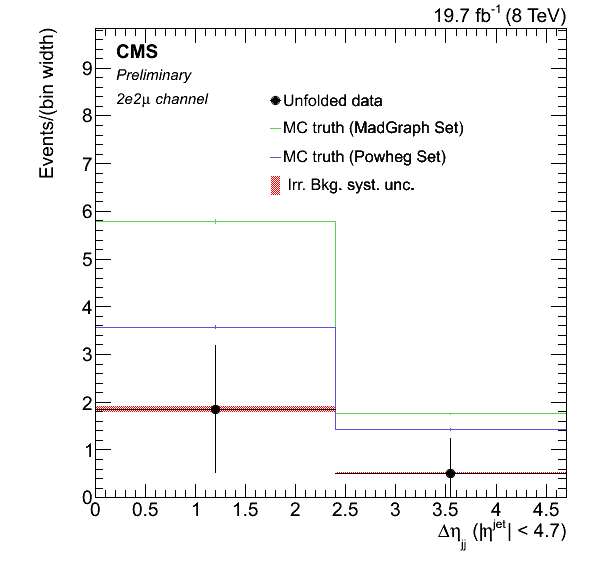 19.7 fb⁻¹ (8 TeV)
Events/(bin width)
CMS
Preliminary
2e2μ channel
Unfolded data
MC truth (MadGraph Set)
MC truth (Powheg Set)
Irr. Bkg. syst. unc.
9
8
7
6
5
4
3
2
1
0
0 0.5 1 1.5 2 2.5 3 3.5 4 4.5
Δη_jj (|η^jet| < 4.7)